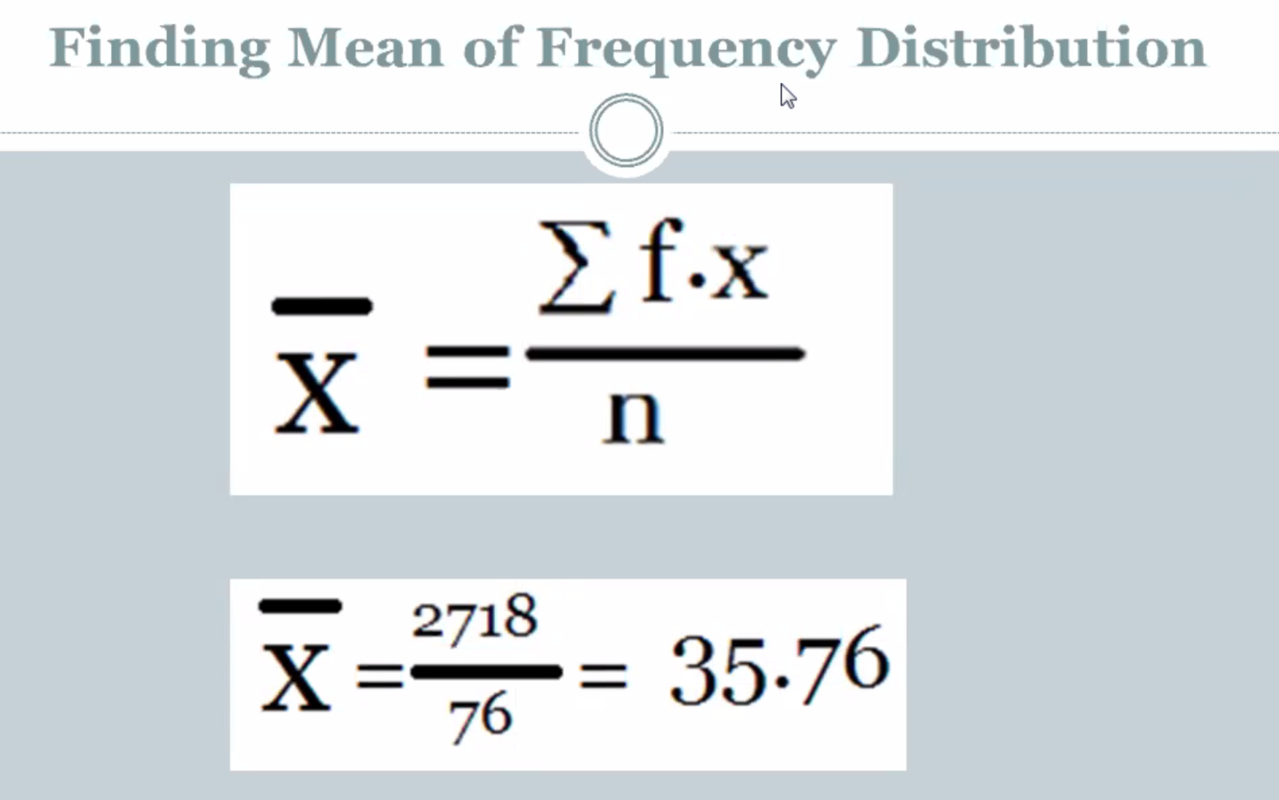 Finding Mean of Frequency Distribution
x̅ = ∑ f·x / n
x̅ = 2718 / 76 = 35.76